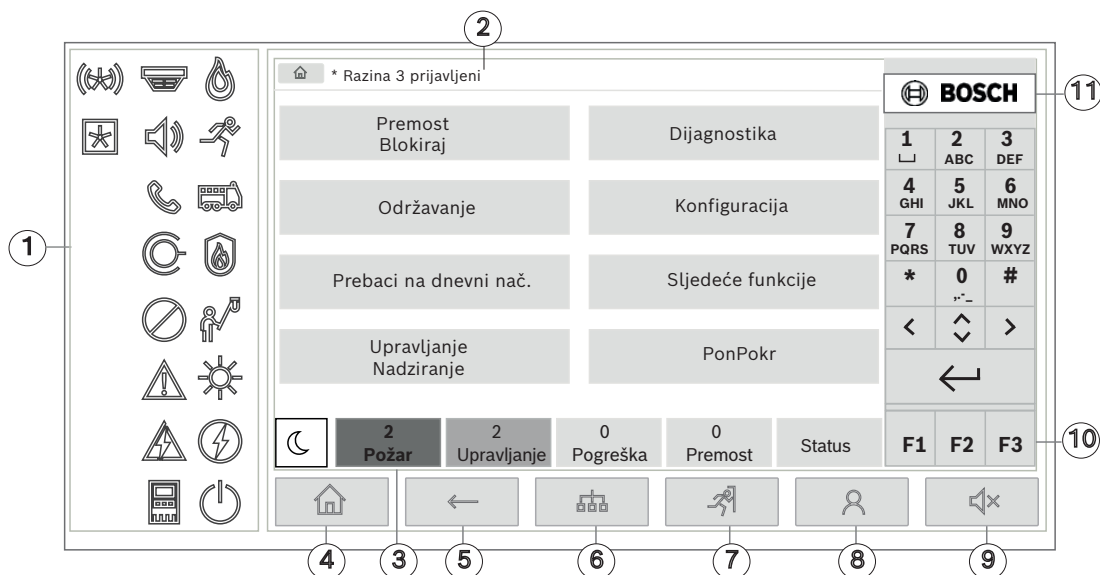 2
* Razina 3 prijavljeni
BOSCH
11
Premost
Blokiraj
Dijagnostika
1
2
ABC
3
DEF
Održavanje
Konfiguracija
4
GHI
5
JKL
6
MNO
1
7
PQRS
8
TUV
9
WXYZ
Prebaci na dnevni nač.
Sljedeće funkcije
*
0
,.-_
#
<
>
Upravljanje
Nadziranje
PonPokr
2
Požar
2
Upravljanje
0
Pogreška
0
Premost
Status
F1
F2
F3
10
4
3
5
6
7
8
9